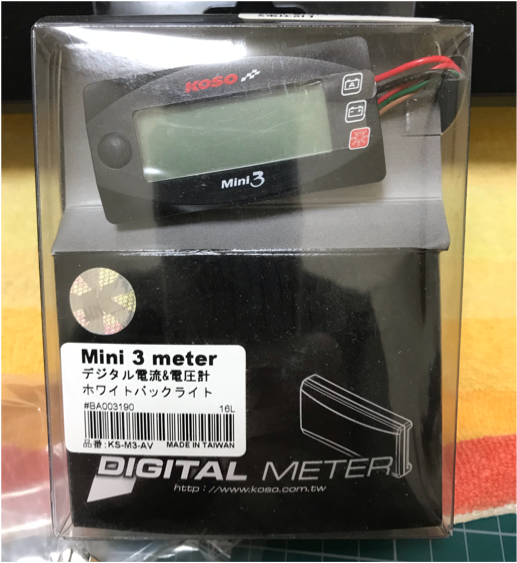 KOSO
Mini 3
Mini 3 meter
デジタル電流&電圧計
ホワイトバックライト
#BA003190 16L
品番:KS-M3-AV MADE IN TAIWAN
DIGITAL METER
http://www.koso.com.tw